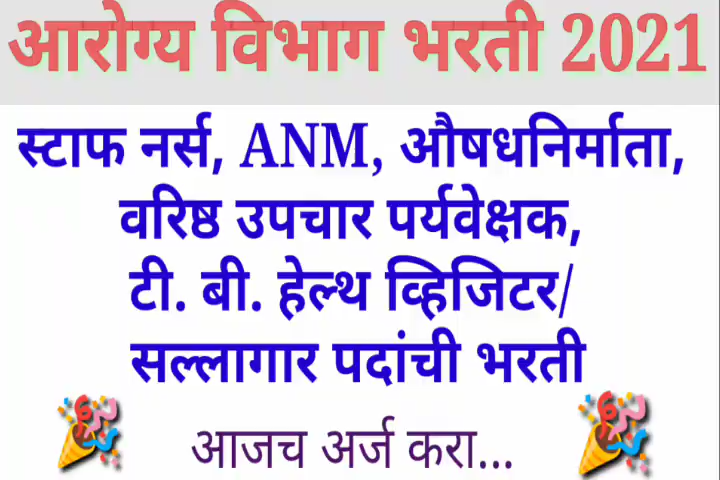 आरोग्य विभाग भरती 2021
स्टाफ नर्स, ANM, औषधनिर्माता,
वरिष्ठ उपचार पर्यवेक्षक,
टी. बी. हेल्थ व्हिजिटर/
सल्लागार पदांची भरती
आजच अर्ज करा...